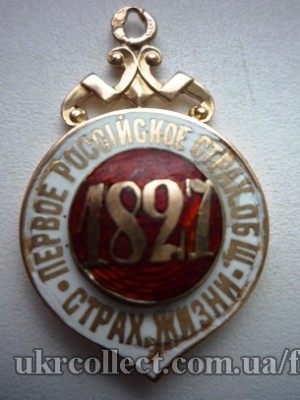 ПЕРВОЕ РОССІЙСКОЕ СТРАХ. ОБЩ.
1827
СТРАХ. ЖИЗНИ
ukrcollect.com.ua/f